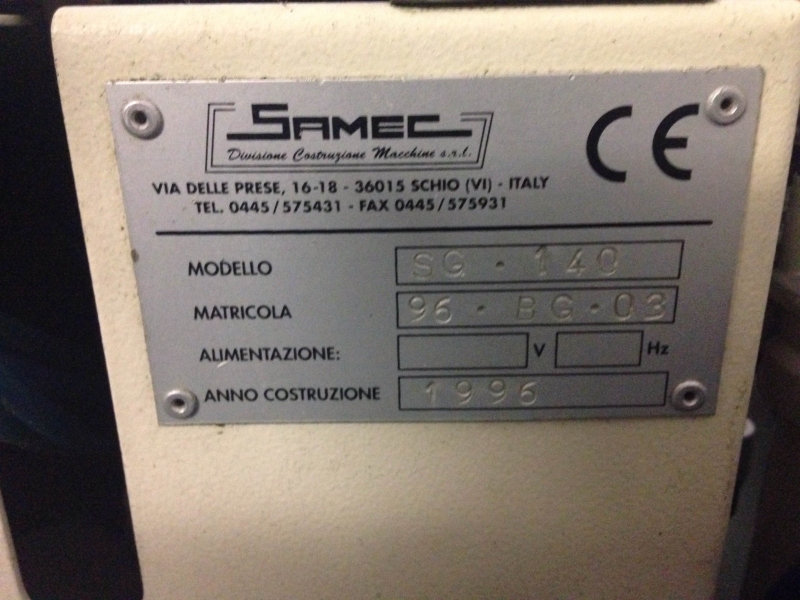 SAMEC
Divisione Costruzione Macchine s.r.l.
CE
VIA DELLE PRESE, 16-18 - 36015 SCHIO (VI) - ITALY
TEL. 0445/575431 - FAX 0445/575931
MODELLO SG - 140
MATRICOLA 96 - BG - 03
ALIMENTAZIONE: V Hz
ANNO COSTRUZIONE 1996